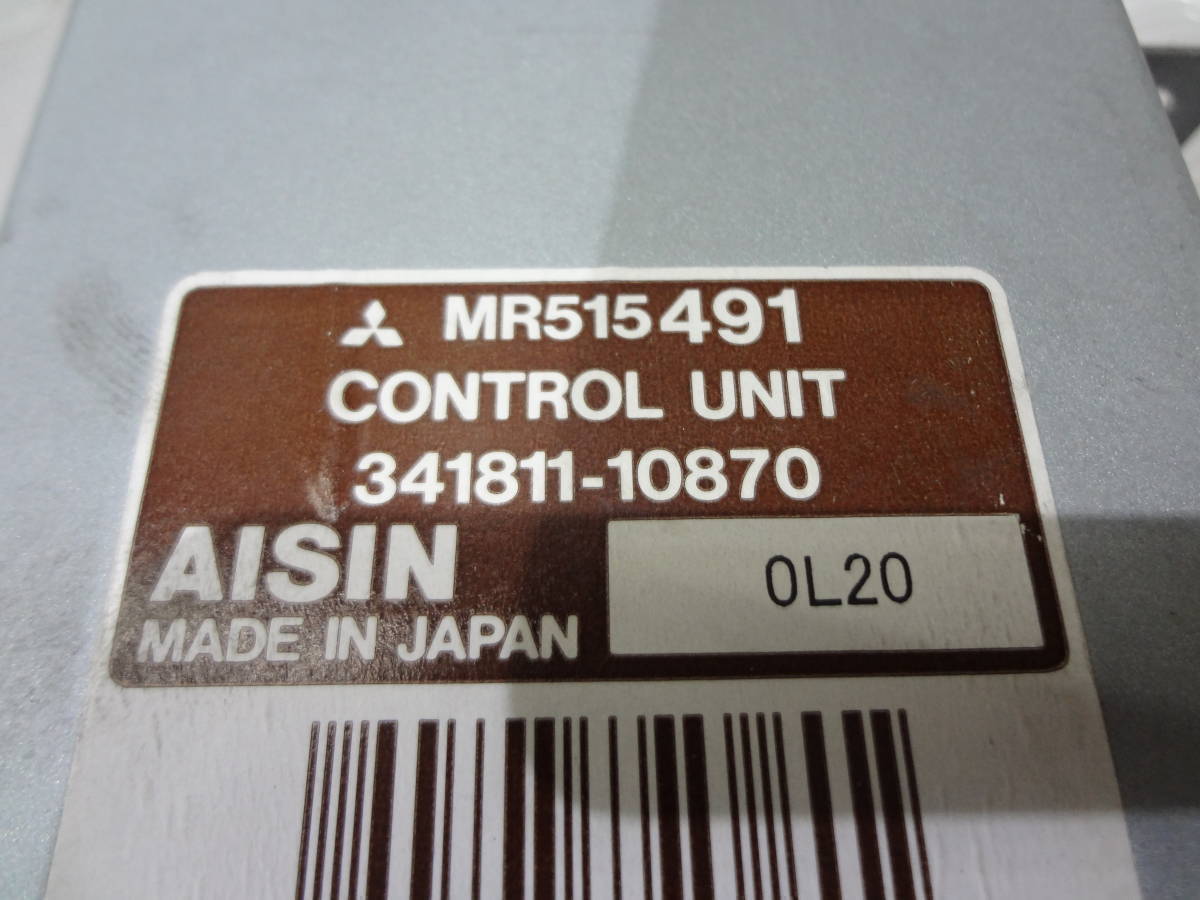 MR515491
CONTROL UNIT
341811-10870
AISIN
MADE IN JAPAN
0L20